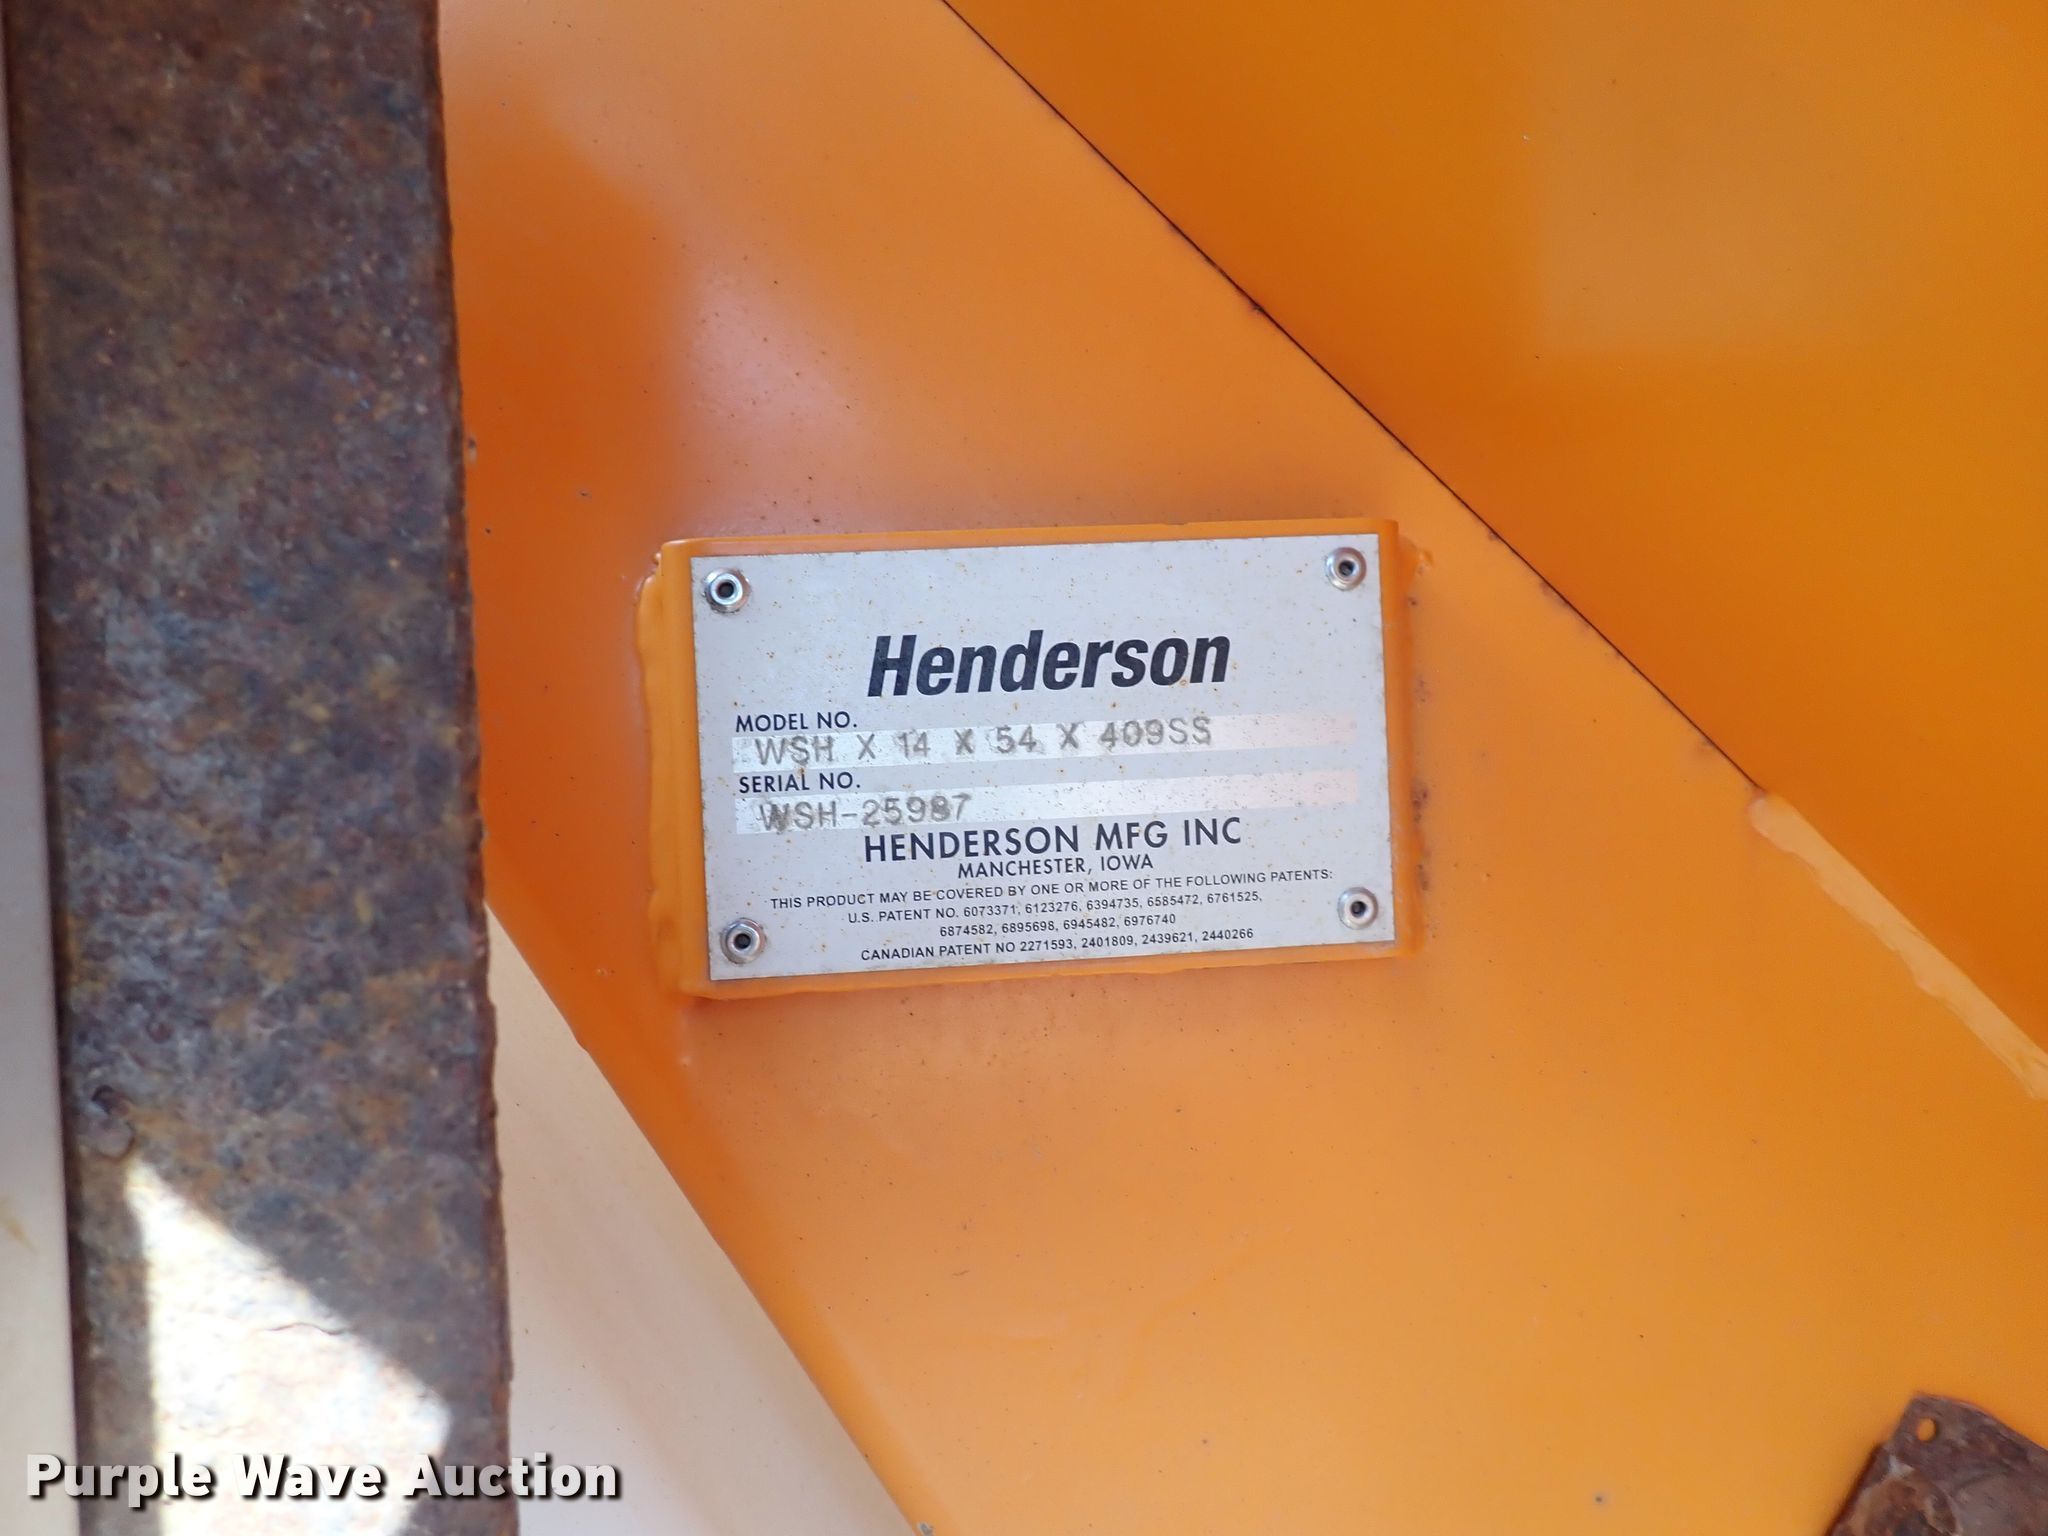 Henderson
MODEL NO.
WSH X 14 X 54 X 409SS
SERIAL NO.
WSH-25987
HENDERSON MFG INC
MANCHESTER, IOWA
THIS PRODUCT MAY BE COVERED BY ONE OR MORE OF THE FOLLOWING PATENTS:
U.S. PATENT NO. 6073371, 6123276, 6394735, 6585472, 6761525,
6874582, 6895698, 6945482, 6976740
CANADIAN PATENT NO 2271593, 2401809, 2439621, 2440266
Purple Wave Auction